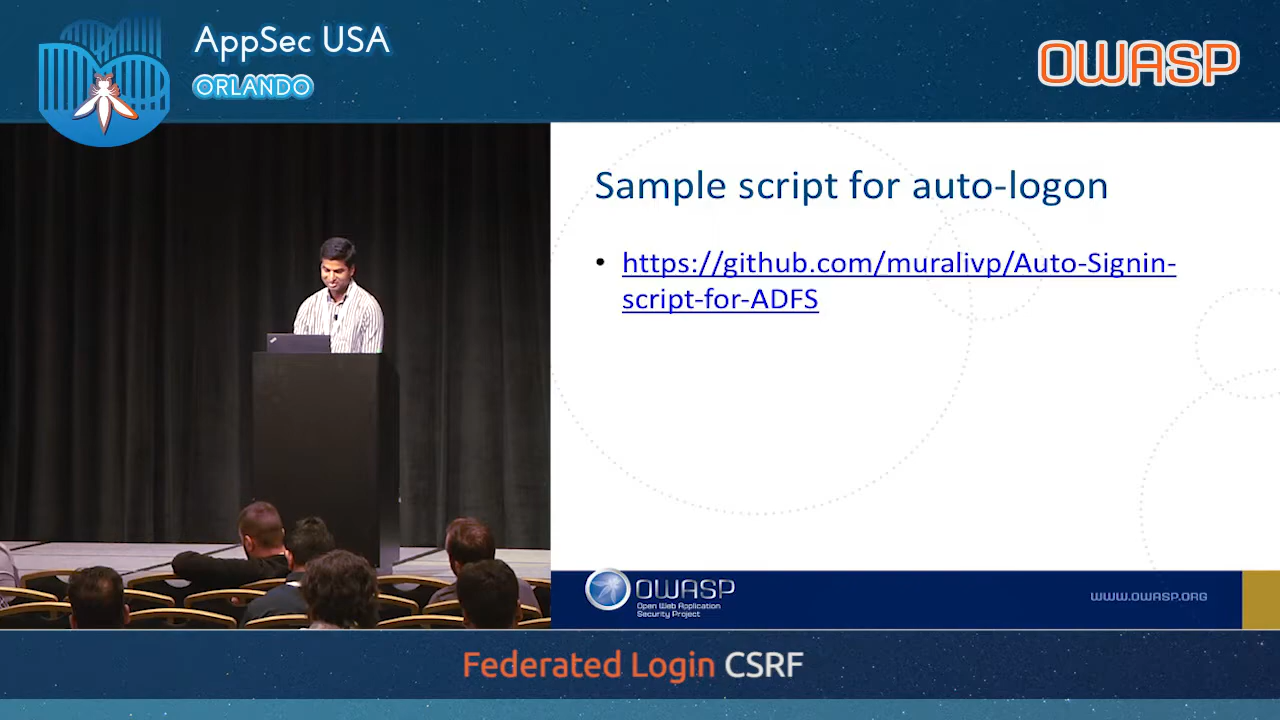 AppSec USA
ORLANDO
OWASP
Sample script for auto-logon
• https://github.com/muralivp/Auto-Signin-
script-for-ADFS
OWASP
Open Web Application
Security Project
WWW.OWASP.ORG
Federated Login CSRF